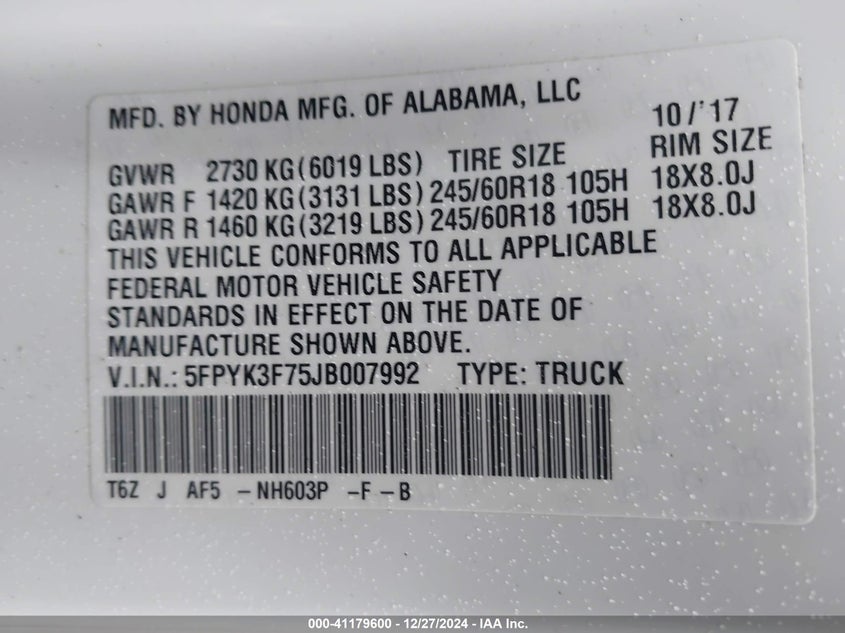 MFD. BY HONDA MFG. OF ALABAMA, LLC 10/'17
GVWR 2730 KG(6019 LBS) TIRE SIZE RIM SIZE
GAWR F 1420 KG(3131 LBS) 245/60R18 105H 18X8.0J
GAWR R 1460 KG(3219 LBS) 245/60R18 105H 18X8.0J
THIS VEHICLE CONFORMS TO ALL APPLICABLE
FEDERAL MOTOR VEHICLE SAFETY
STANDARDS IN EFFECT ON THE DATE OF
MANUFACTURE SHOWN ABOVE.
V.I.N.: 5FPYK3F75JB007992 TYPE: TRUCK
T6Z J AF5 -NH603P -F -B
000-41179600 - 12/27/2024 - IAA Inc.